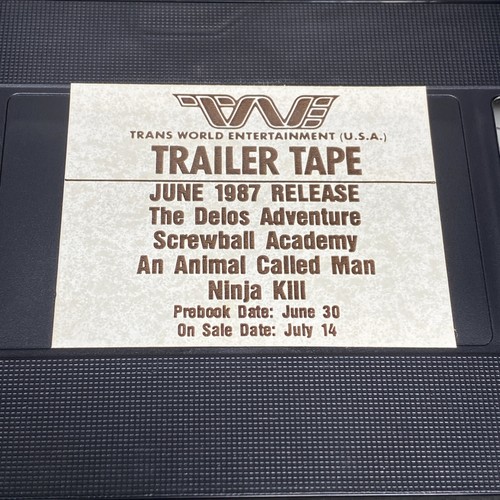 TWE
TRANS WORLD ENTERTAINMENT (U.S.A.)
TRAILER TAPE
JUNE 1987 RELEASE
The Delos Adventure
Screwball Academy
An Animal Called Man
Ninja Kill
Prebook Date: June 30
On Sale Date: July 14